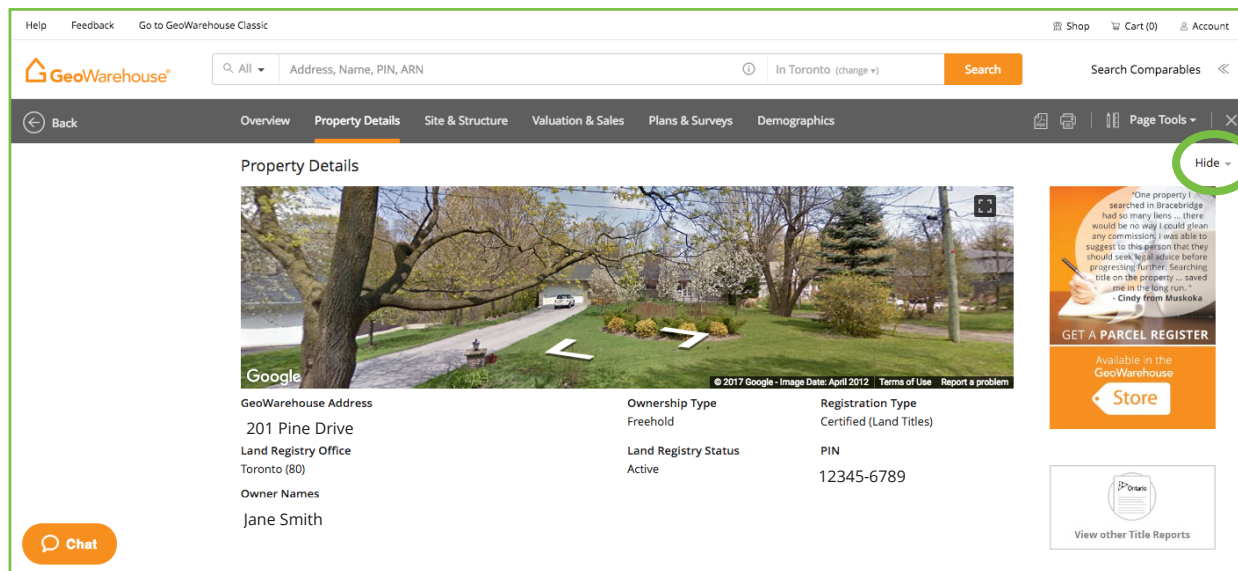 Help Feedback Go to GeoWarehouse Classic Shop Cart (0) Account
GeoWarehouse®
All Address, Name, PIN, ARN In Toronto (change ▾) Search Search Comparables
Back Overview Property Details Site & Structure Valuation & Sales Plans & Surveys Demographics Page Tools
Property Details
Hide
Google
© 2017 Google - Image Date: April 2012 Terms of Use Report a problem
GeoWarehouse Address
201 Pine Drive
Ownership Type
Freehold
Registration Type
Certified (Land Titles)
Land Registry Office
Toronto (80)
Land Registry Status
Active
PIN
12345-6789
Owner Names
Jane Smith
"One property I
searched in Bracebridge
had so many liens ... there
would be no way I could glean
any commission. I was able to
suggest to this person that they
should seek legal advice before
progressing further. Searching
title on the property ... saved
me in the long run. "
- Cindy from Muskoka
GET A PARCEL REGISTER
Available in the
GeoWarehouse
Store
Ontario
View other Title Reports
Chat